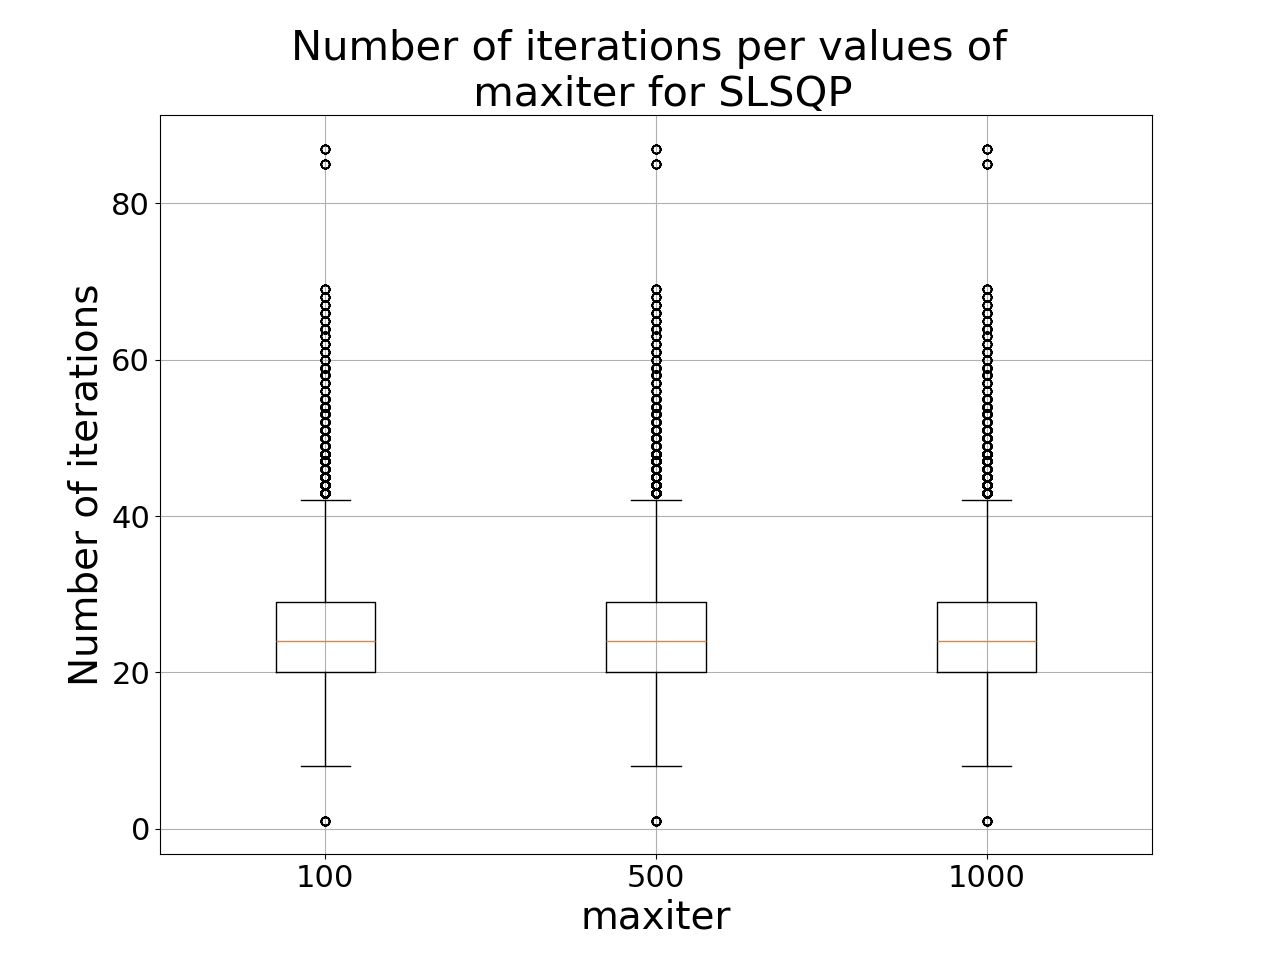 Number of iterations per values of
maxiter for SLSQP
Number of iterations
80
60
40
20
0
100 500 1000
maxiter